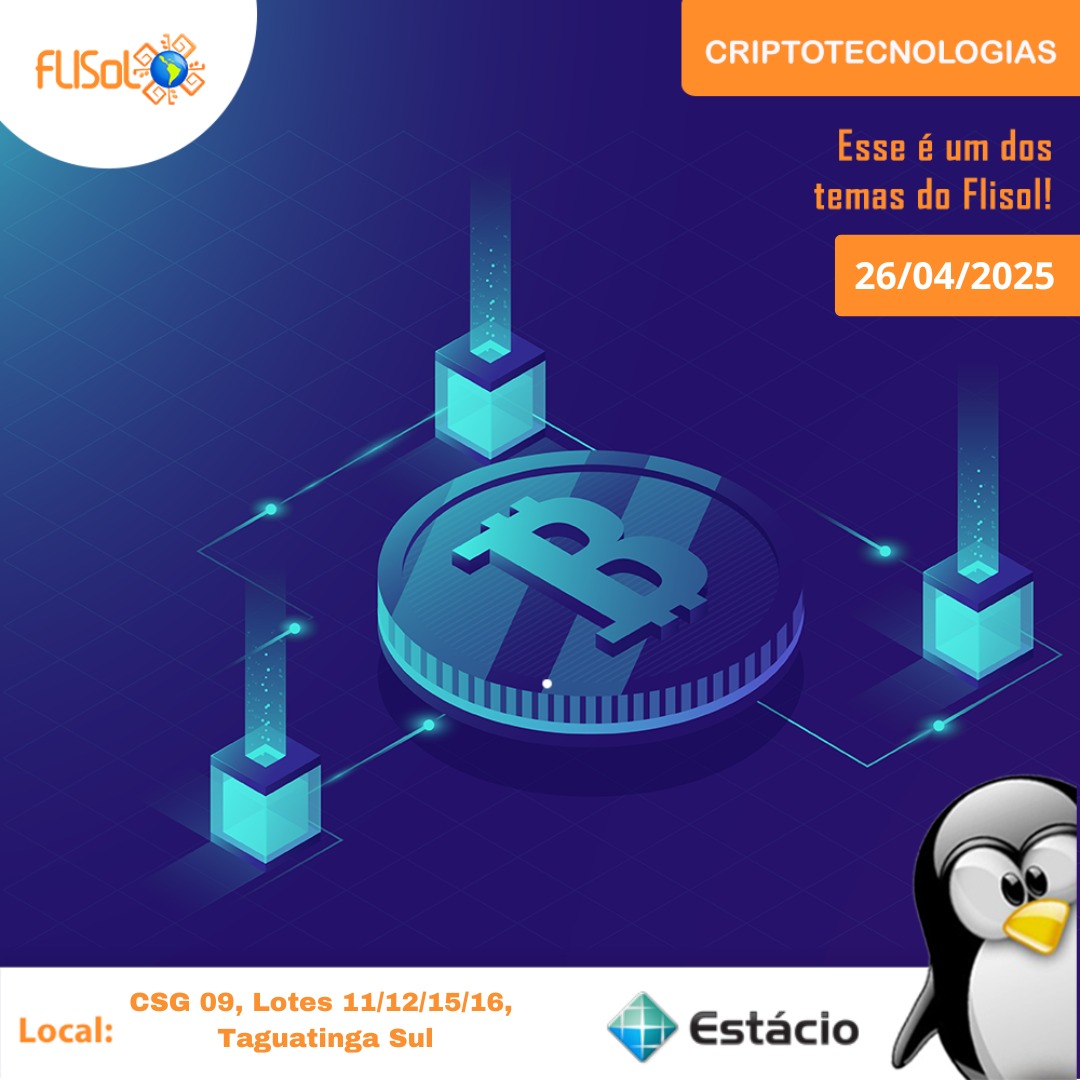 FLISoL
CRIPTOTECNOLOGIAS
Esse é um dos
temas do Flisol!
26/04/2025
Local:
CSG 09, Lotes 11/12/15/16,
Taguatinga Sul
Estácio